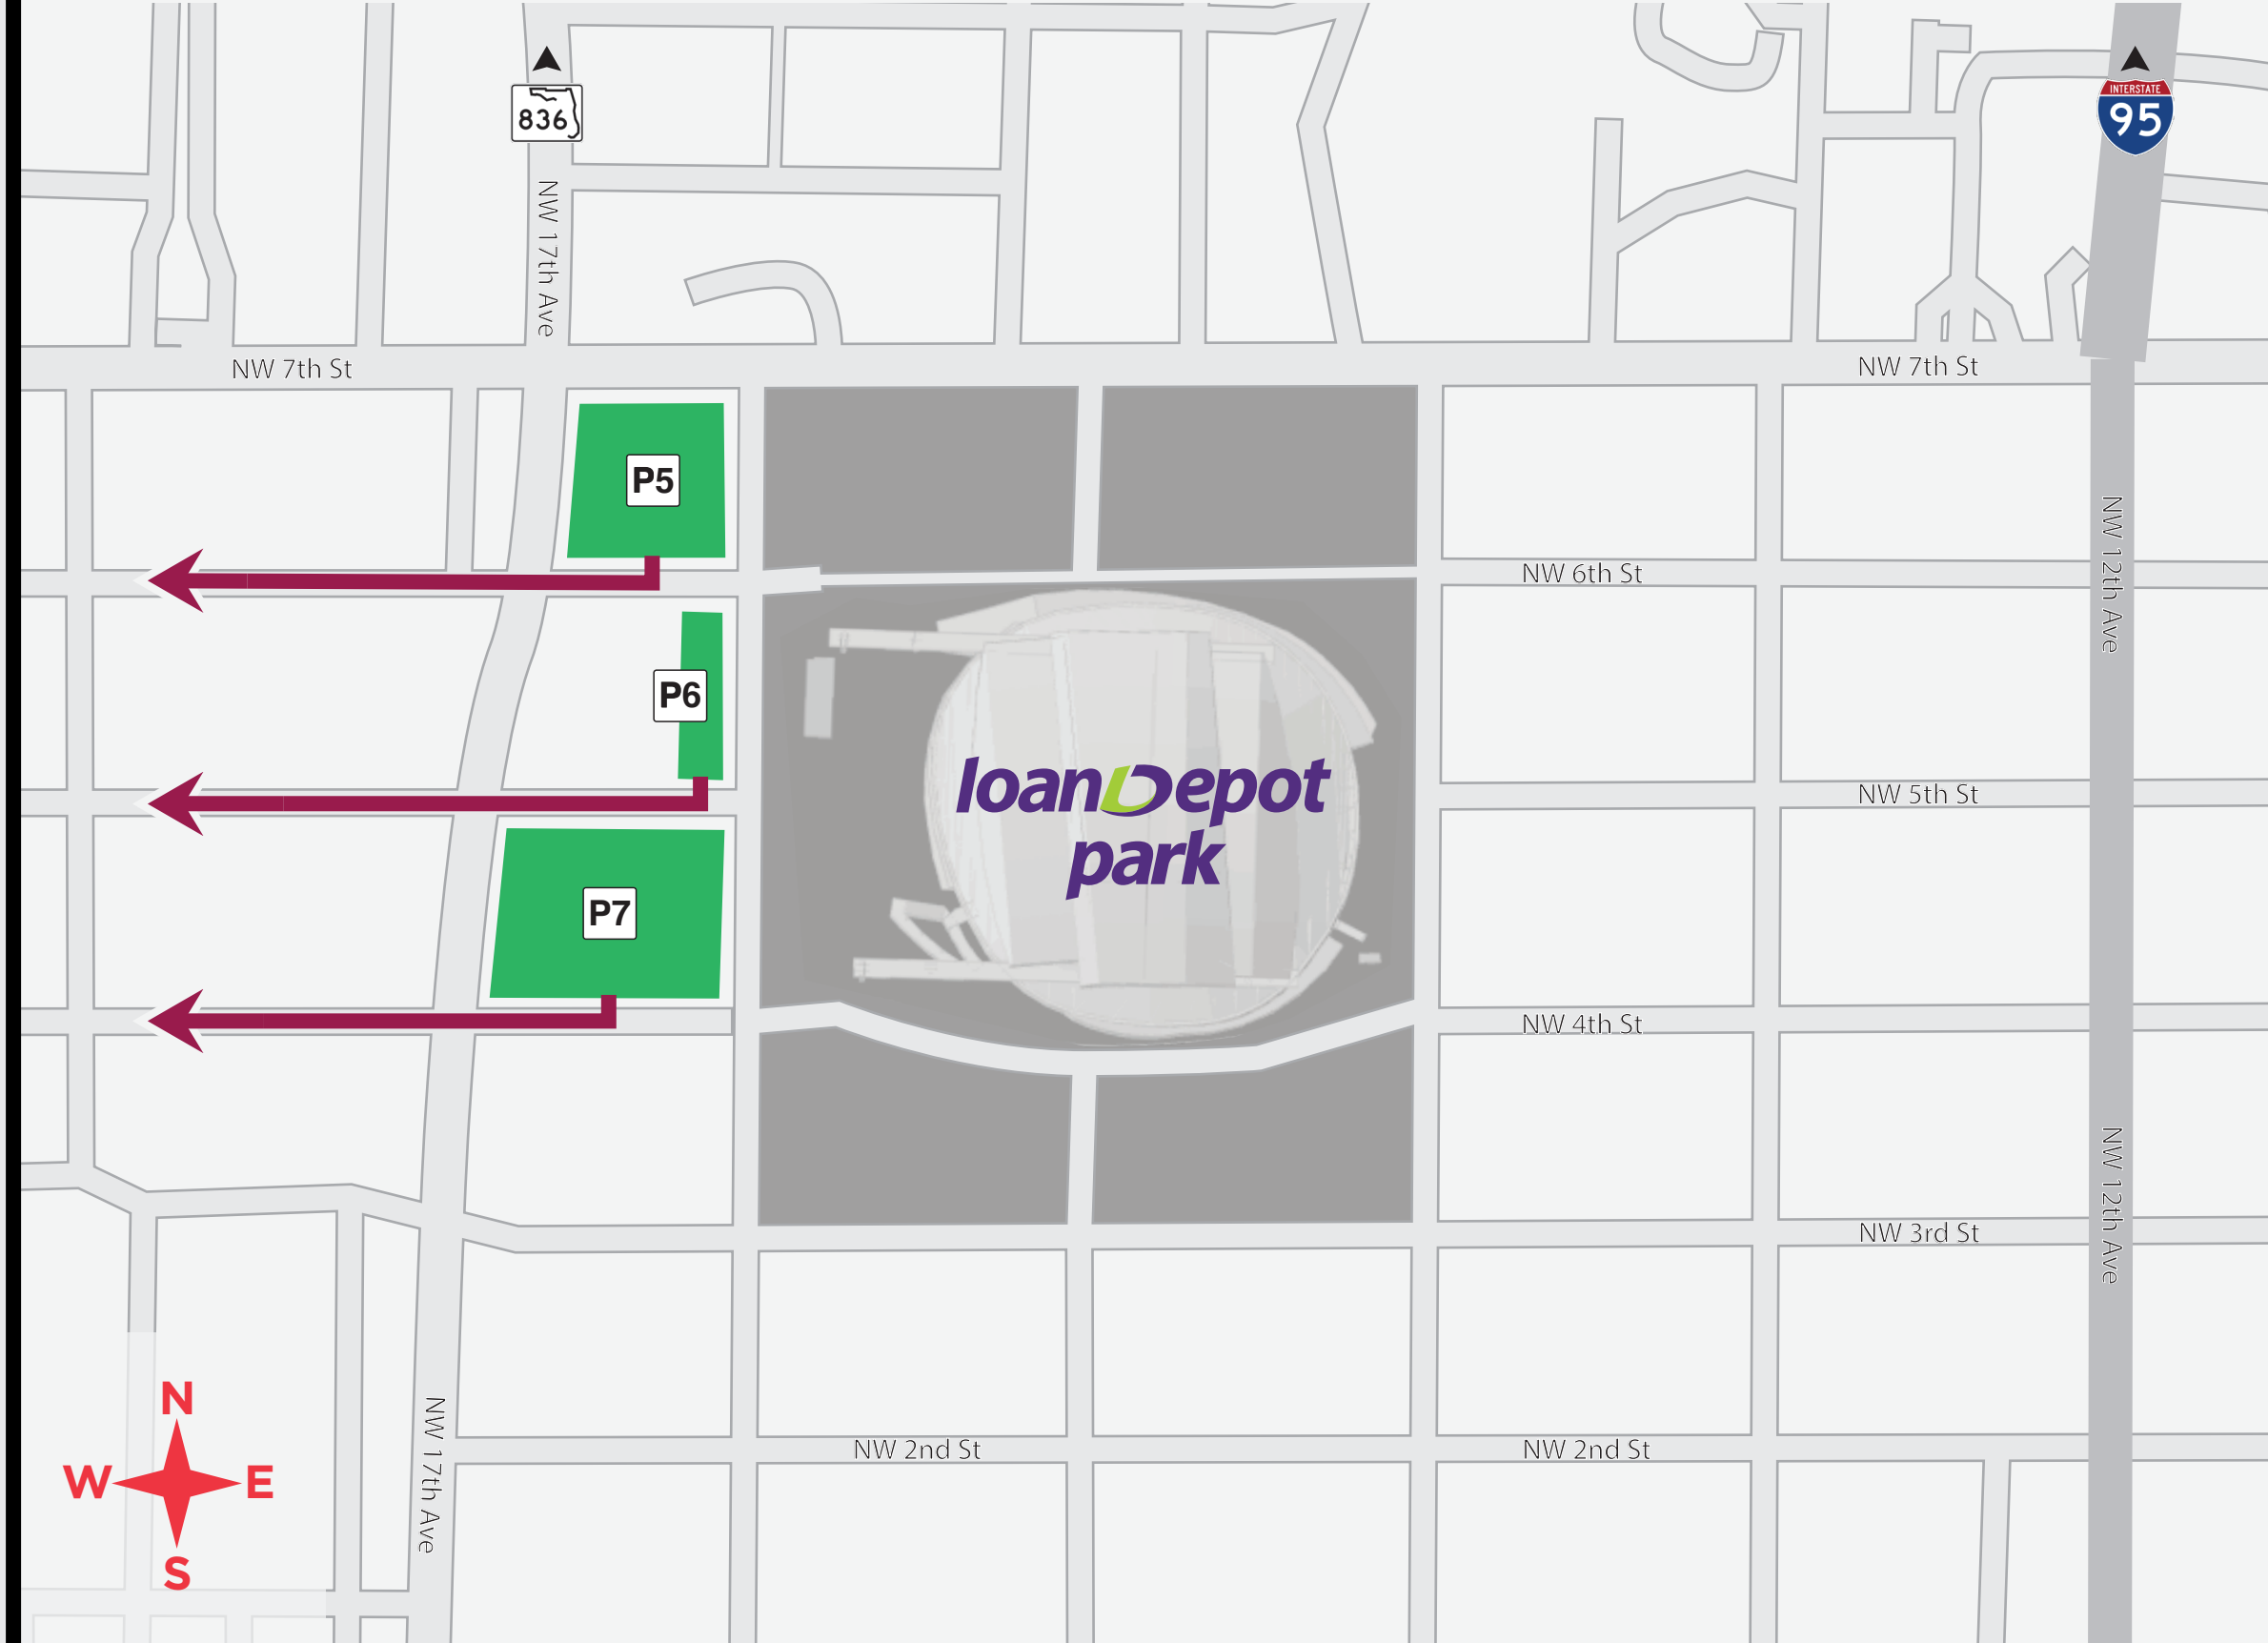 836
INTERSTATE
95
NW 17th Ave
NW 7th St
NW 7th St
P5
NW 12th Ave
NW 6th St
P6
loanDepot
park
NW 5th St
P7
NW 4th St
NW 12th Ave
NW 3rd St
N
W
E
S
NW 17th Ave
NW 2nd St
NW 2nd St